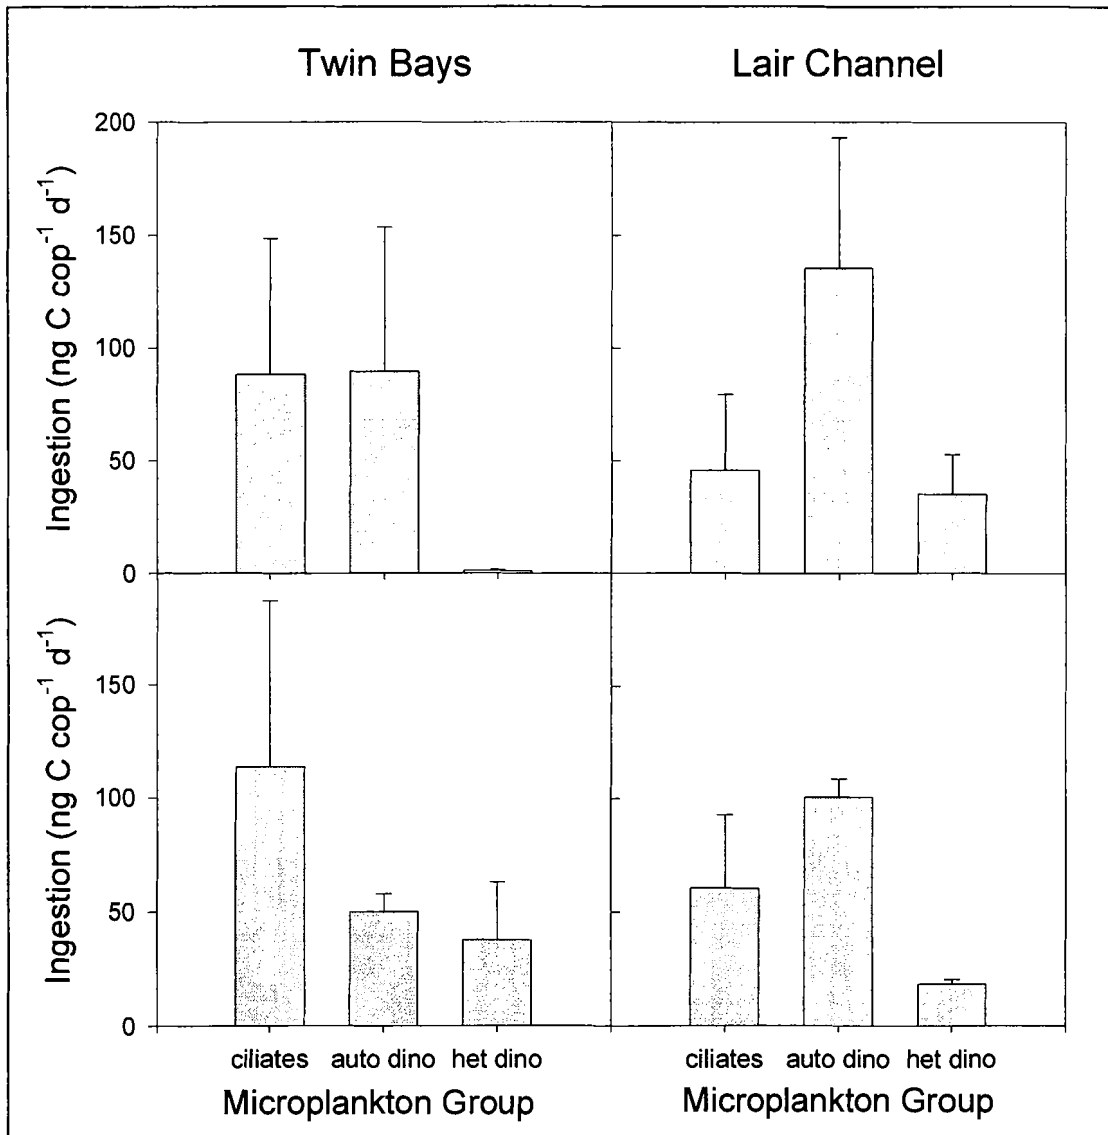 Twin Bays
Lair Channel
Ingestion (ng C cop⁻¹ d⁻¹)
200
150
100
50
0
Ingestion (ng C cop⁻¹ d⁻¹)
150
100
50
0
ciliates auto dino het dino
ciliates auto dino het dino
Microplankton Group
Microplankton Group